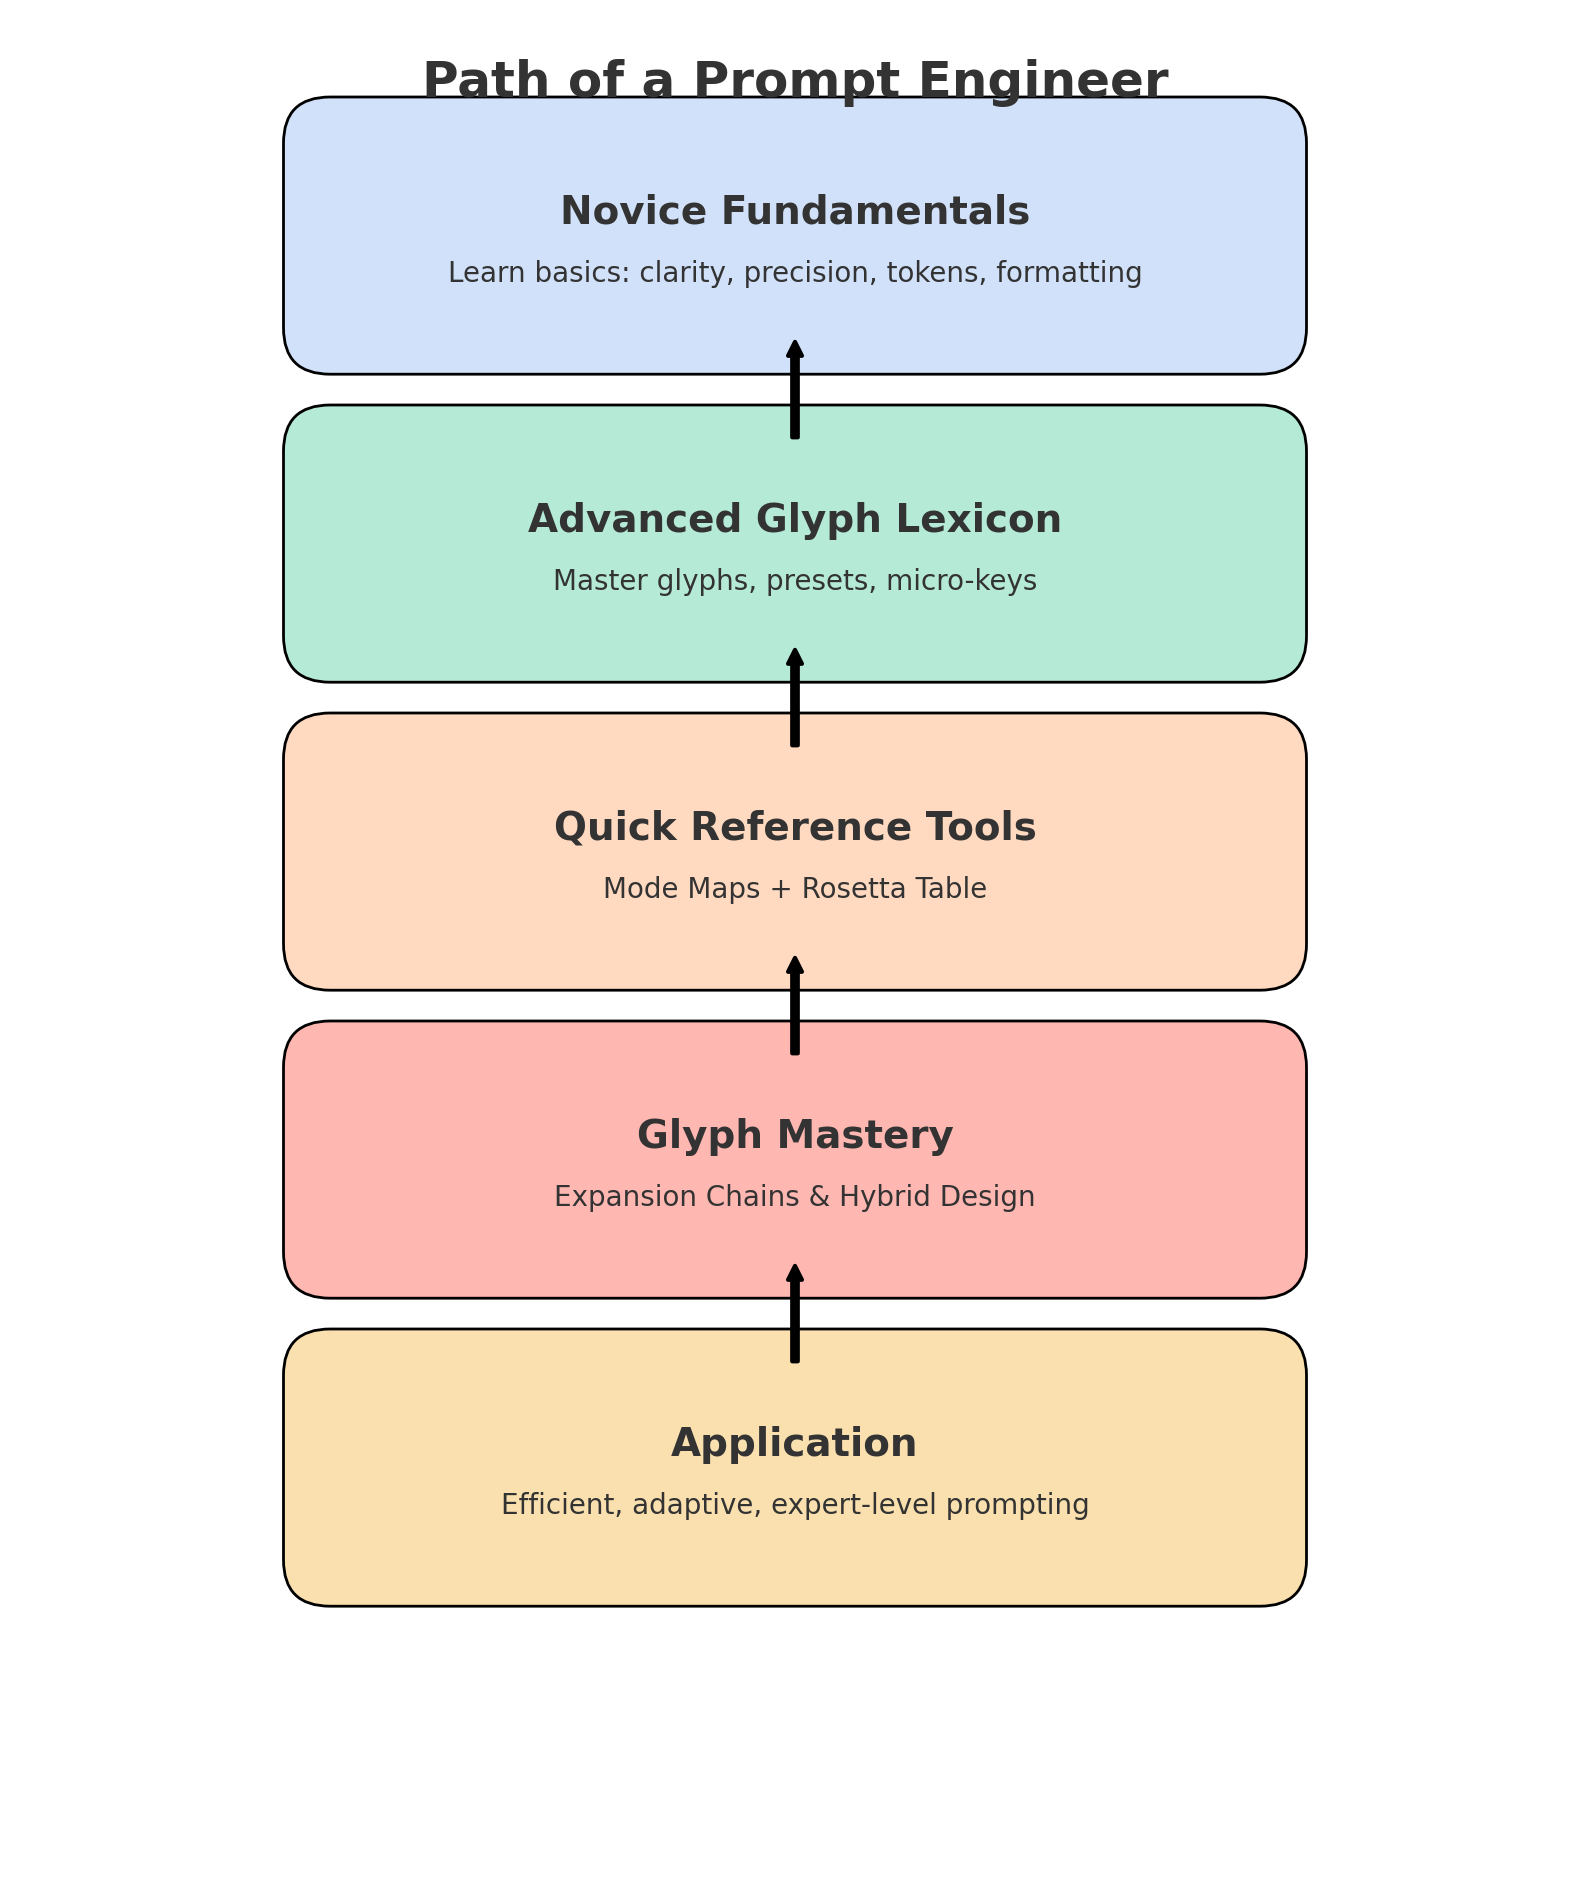 Path of a Prompt Engineer
Novice Fundamentals
Learn basics: clarity, precision, tokens, formatting
Advanced Glyph Lexicon
Master glyphs, presets, micro-keys
Quick Reference Tools
Mode Maps + Rosetta Table
Glyph Mastery
Expansion Chains & Hybrid Design
Application
Efficient, adaptive, expert-level prompting